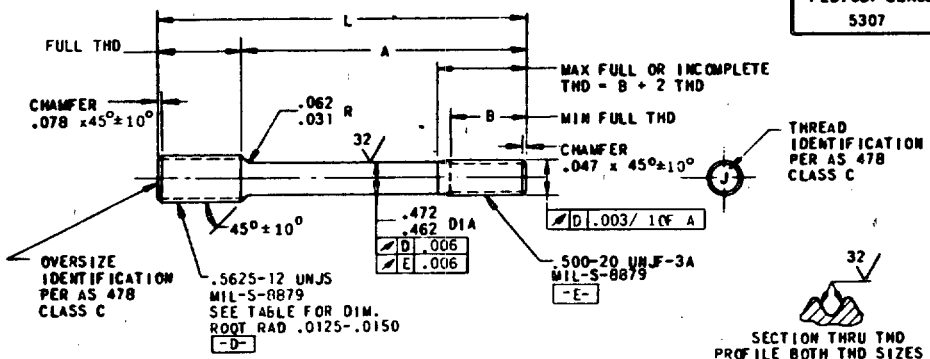 5307
L
FULL THD
A
MAX FULL OR INCOMPLETE
THD = B + 2 THD
CHAMFER
.078 x45°±10°
.062
.031 R
B
MIN FULL THD
32
CHAMFER
.047 x 45°±10°
THREAD
IDENTIFICATION
PER AS 478
CLASS C
J
45°±10°
.472
.462 DIA
D .006
E .006
D .003/ 1OF A
OVERSIZE
IDENTIFICATION
PER AS 478
CLASS C
.5625-12 UNJS
MIL-S-8879
SEE TABLE FOR DIM.
ROOT RAD .0125-.0150
-D-
.500-20 UNJF-3A
MIL-S-8879
-E-
32
SECTION THRU THD
PROFILE BOTH THD SIZES